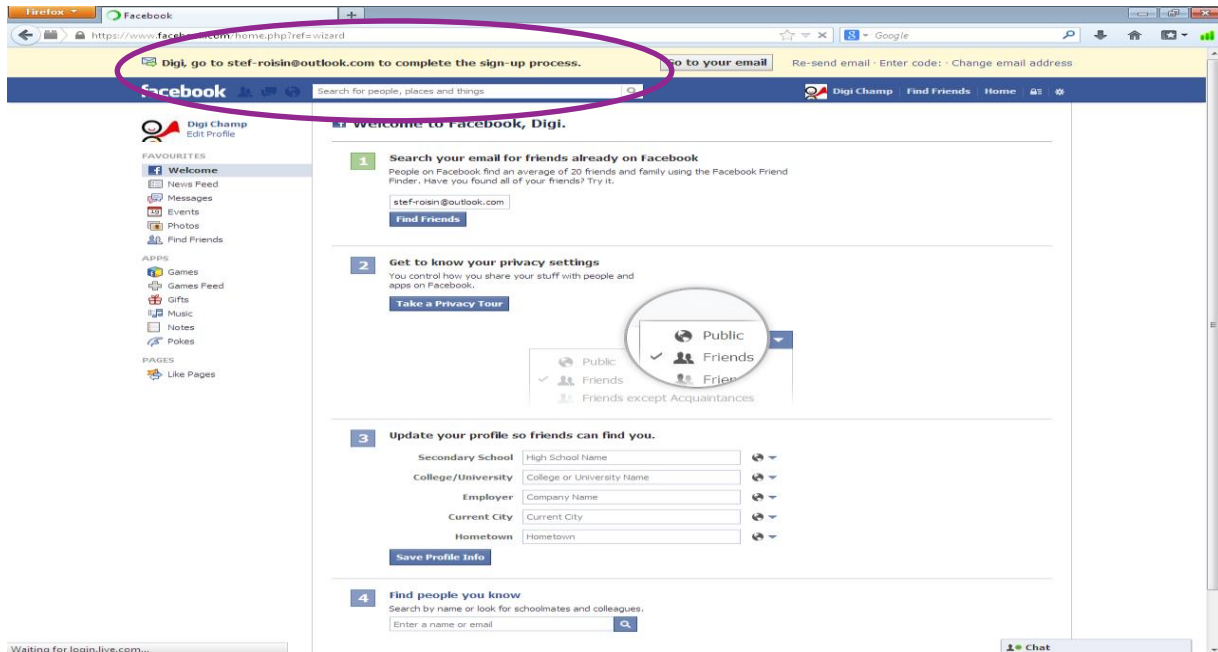 Firefox
Facebook
https://www.facebook.com/home.php?ref=wizard
Google
Digi, go to stef-roisin@outlook.com to complete the sign-up process.
Go to your email
Re-send email · Enter code: · Change email address
facebook
Search for people, places and things
Digi Champ
Find Friends
Home
Digi Champ
Edit Profile
FAVOURITES
Welcome
News Feed
Messages
Events
Photos
Find Friends
APPS
Games
Games Feed
Gifts
Music
Notes
Pokes
PAGES
Like Pages
Welcome to Facebook, Digi.
1
Search your email for friends already on Facebook
People on Facebook find an average of 20 friends and family using the Facebook Friend
Finder. Have you found all of your friends? Try it.
stef-roisin@outlook.com
Find Friends
2
Get to know your privacy settings
You control how you share your stuff with people and
apps on Facebook.
Take a Privacy Tour
Public
Friends
Public
Friends
Friends except Acquaintances
3
Update your profile so friends can find you.
Secondary School
High School Name
College/University
College or University Name
Employer
Company Name
Current City
Current City
Hometown
Hometown
Save Profile Info
4
Find people you know
Search by name or look for schoolmates and colleagues.
Enter a name or email
Chat
Waiting for login.live.com...